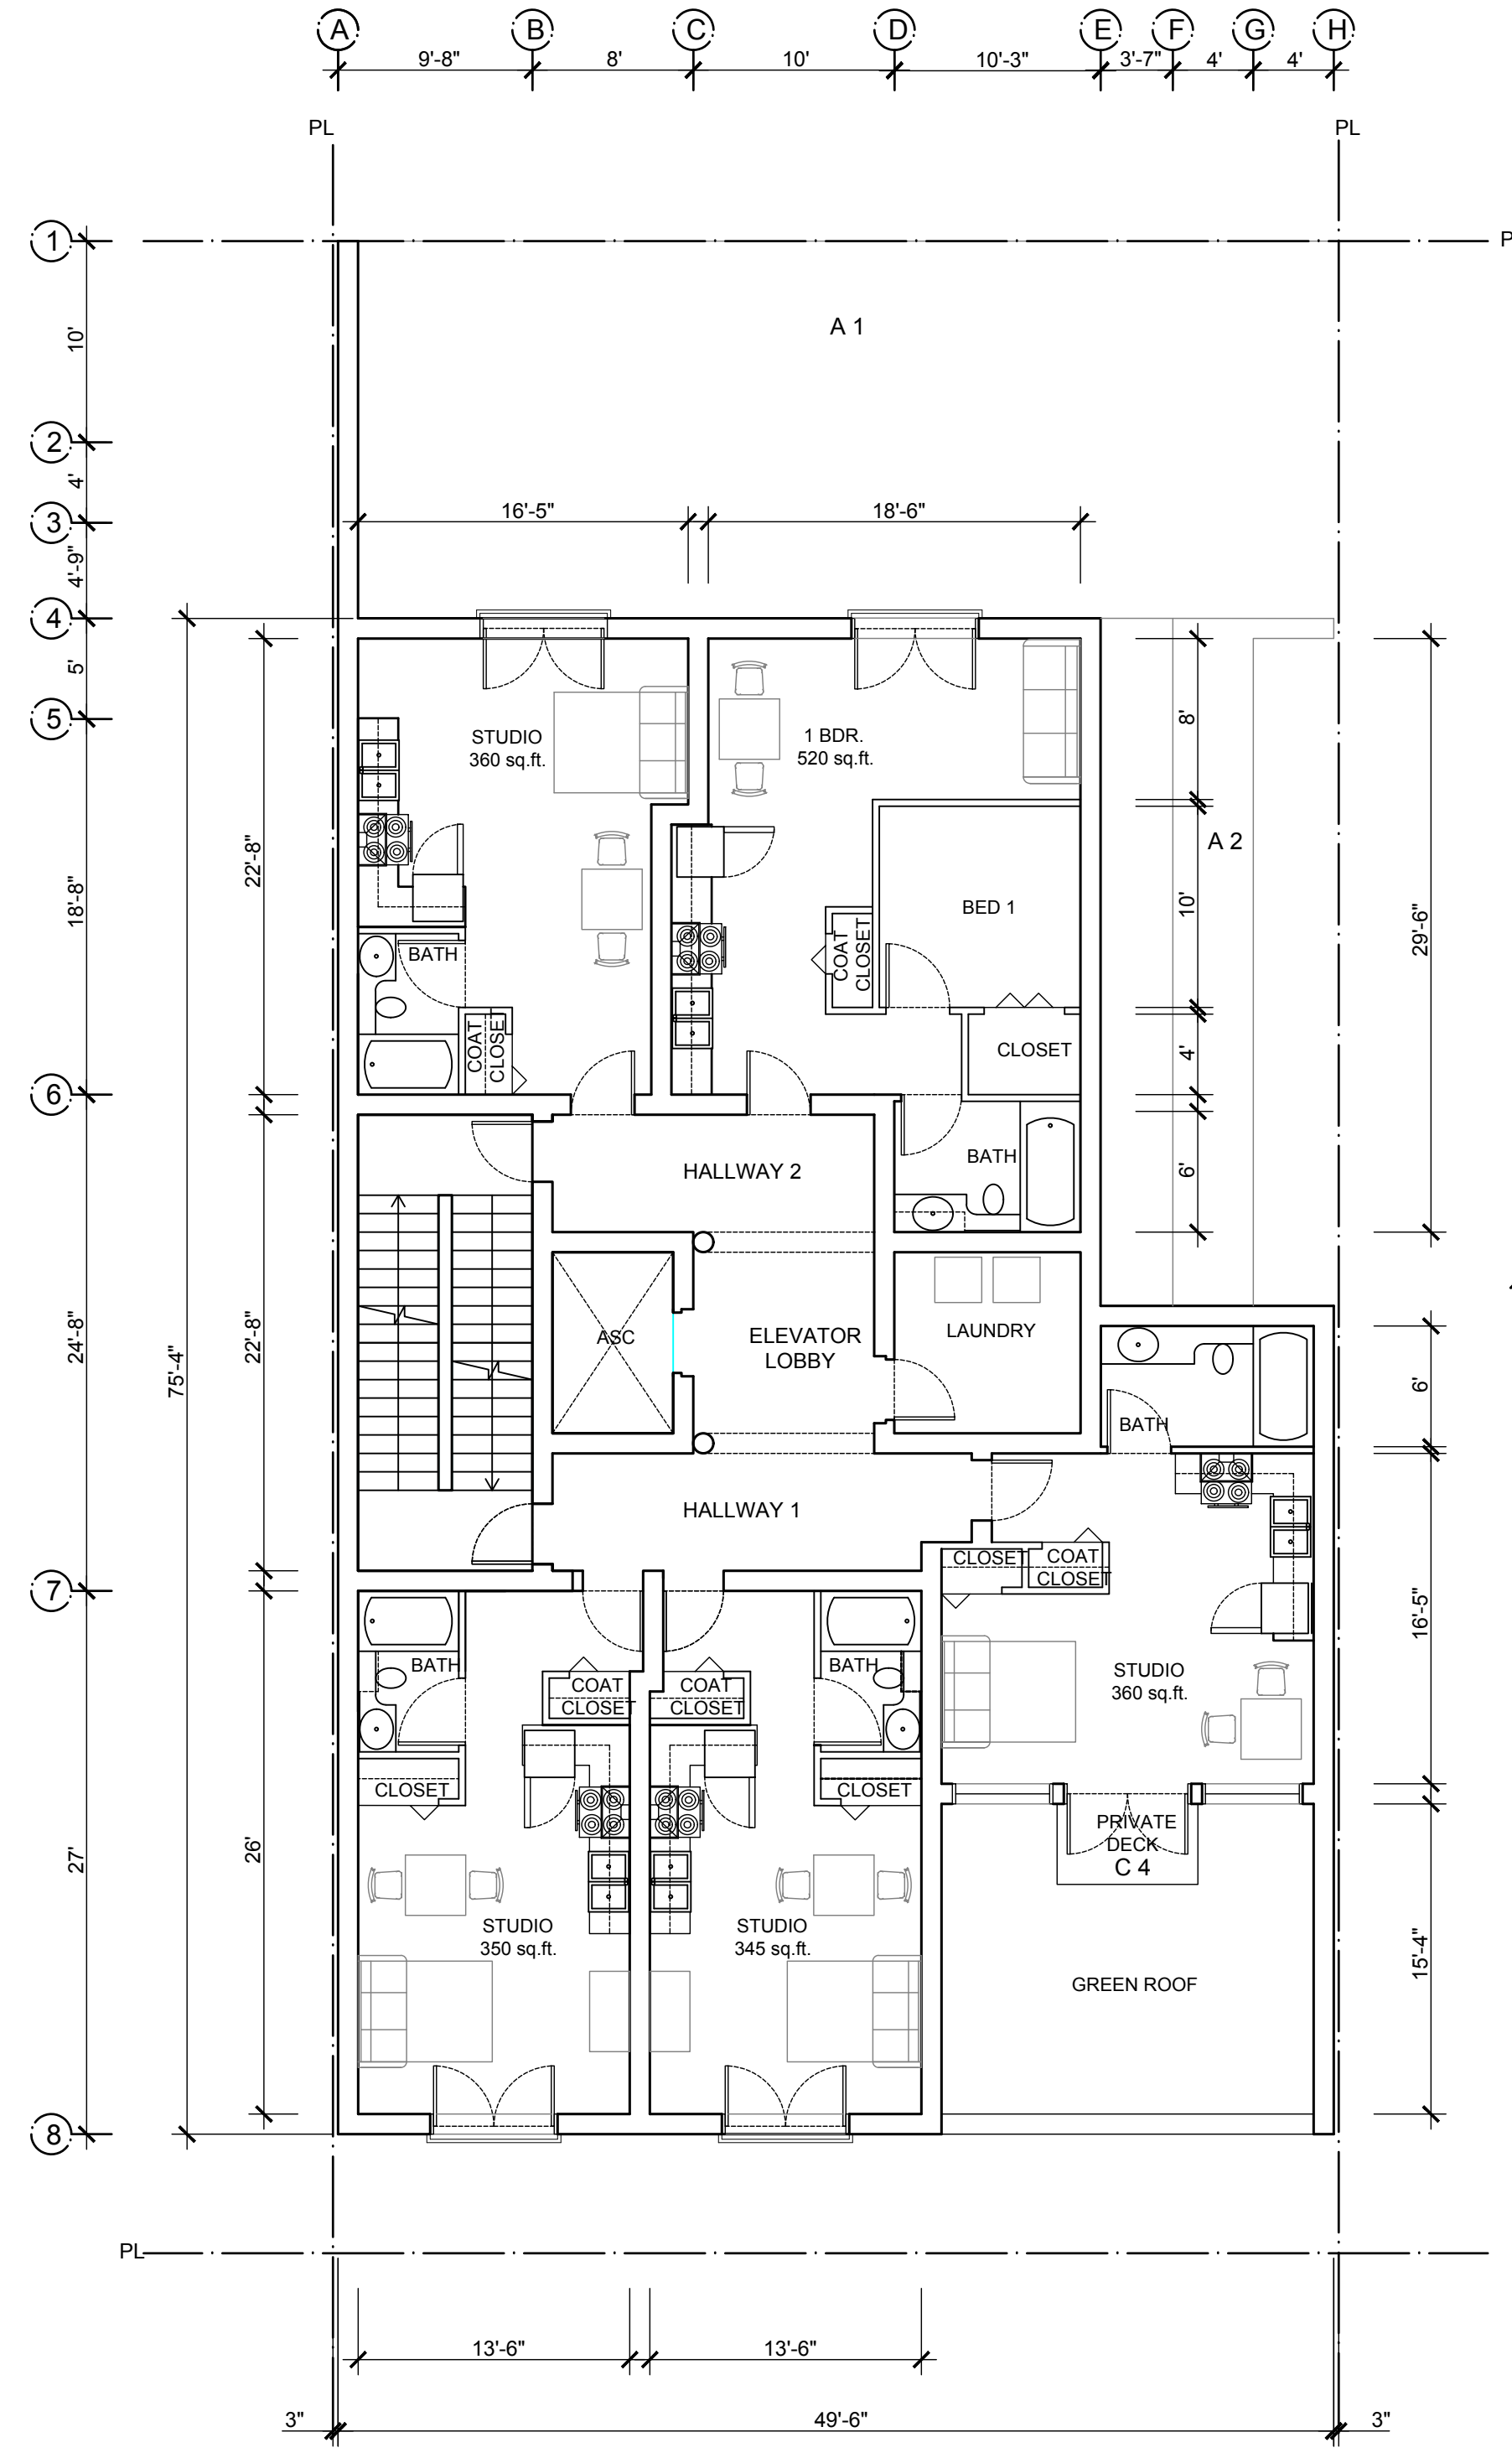 A B C D E F G H
9'-8" 8' 10' 10'-3" 3'-7" 4' 4'
PL PL
1
P
10'
A 1
2
4'
3
16'-5" 18'-6"
4'-9"
4
5'
5
8'
STUDIO
360 sq.ft.
1 BDR.
520 sq.ft.
A 2
22'-8"
18'-8"
10'
29'-6"
BED 1
COAT
CLOSET
BATH
COAT
CLOSET
CLOSET
4'
6
HALLWAY 2
BATH
6'
24'-8"
22'-8"
75'-4"
ASC
ELEVATOR
LOBBY
LAUNDRY
6'
BATH
HALLWAY 1
CLOSET
COAT
CLOSET
7
16'-5"
BATH
COAT
CLOSET
COAT
CLOSET
BATH
STUDIO
360 sq.ft.
CLOSET
CLOSET
PRIVATE
DECK
C 4
27'
26'
STUDIO
350 sq.ft.
STUDIO
345 sq.ft.
15'-4"
GREEN ROOF
8
PL
13'-6" 13'-6"
3" 49'-6" 3"